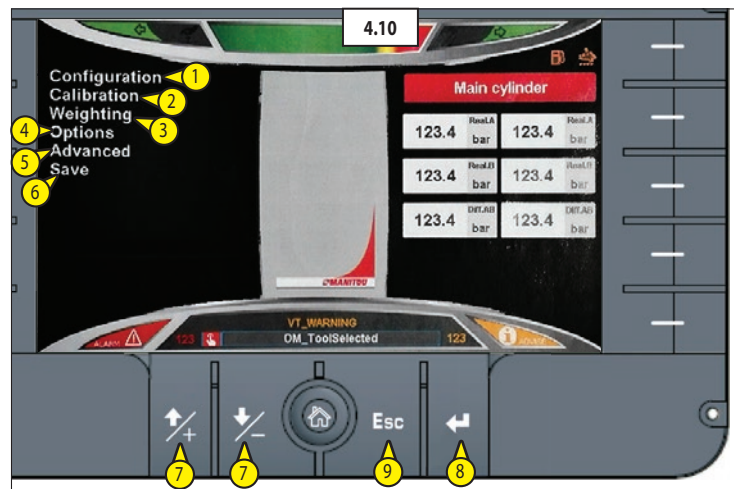 4.10
Configuration 1
Calibration 2
Weighting 3
4 Options
5 Advanced
6 Save
Main cylinder
123.4 Real.A bar 123.4 Real.A bar
123.4 Real.B bar 123.4 Real.B bar
123.4 Diff.AB bar 123.4 Diff.AB bar
MANITOU
VT_WARNING
ALARM 123 OM_ToolSelected 123
+ - Esc
7 7 9 8